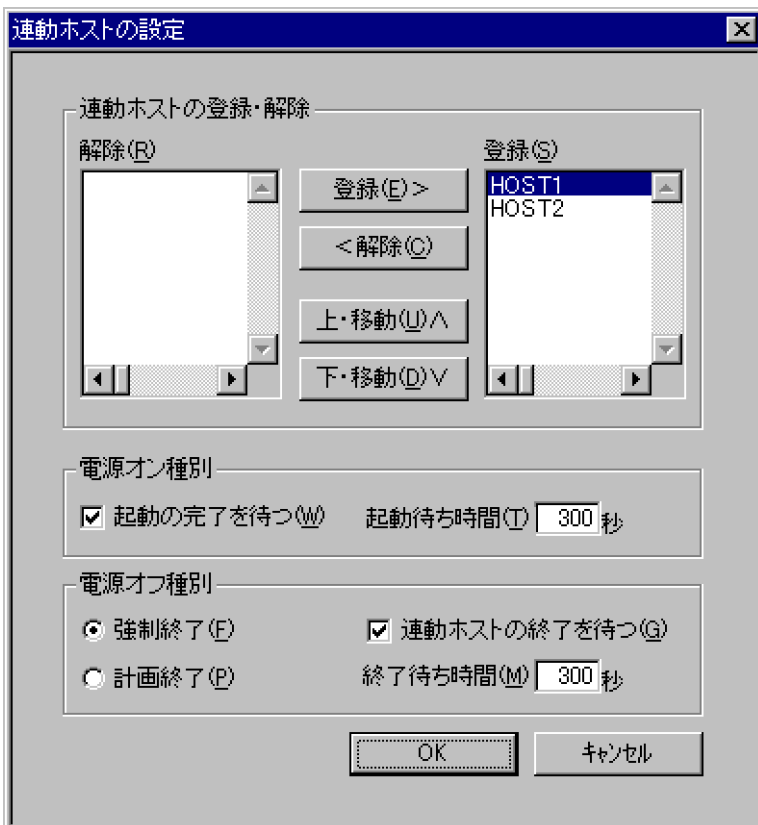 連動ホストの設定
連動ホストの登録・解除
解除(R)
登録(S)
登録(E)>
<解除(C)
上・移動(U)∧
下・移動(D)∨
HOST1
HOST2
電源オン種別
起動の完了を待つ(W)
起動待ち時間(T) 300 秒
電源オフ種別
強制終了(F)
連動ホストの終了を待つ(G)
計画終了(P)
終了待ち時間(M) 300 秒
OK
キャンセル